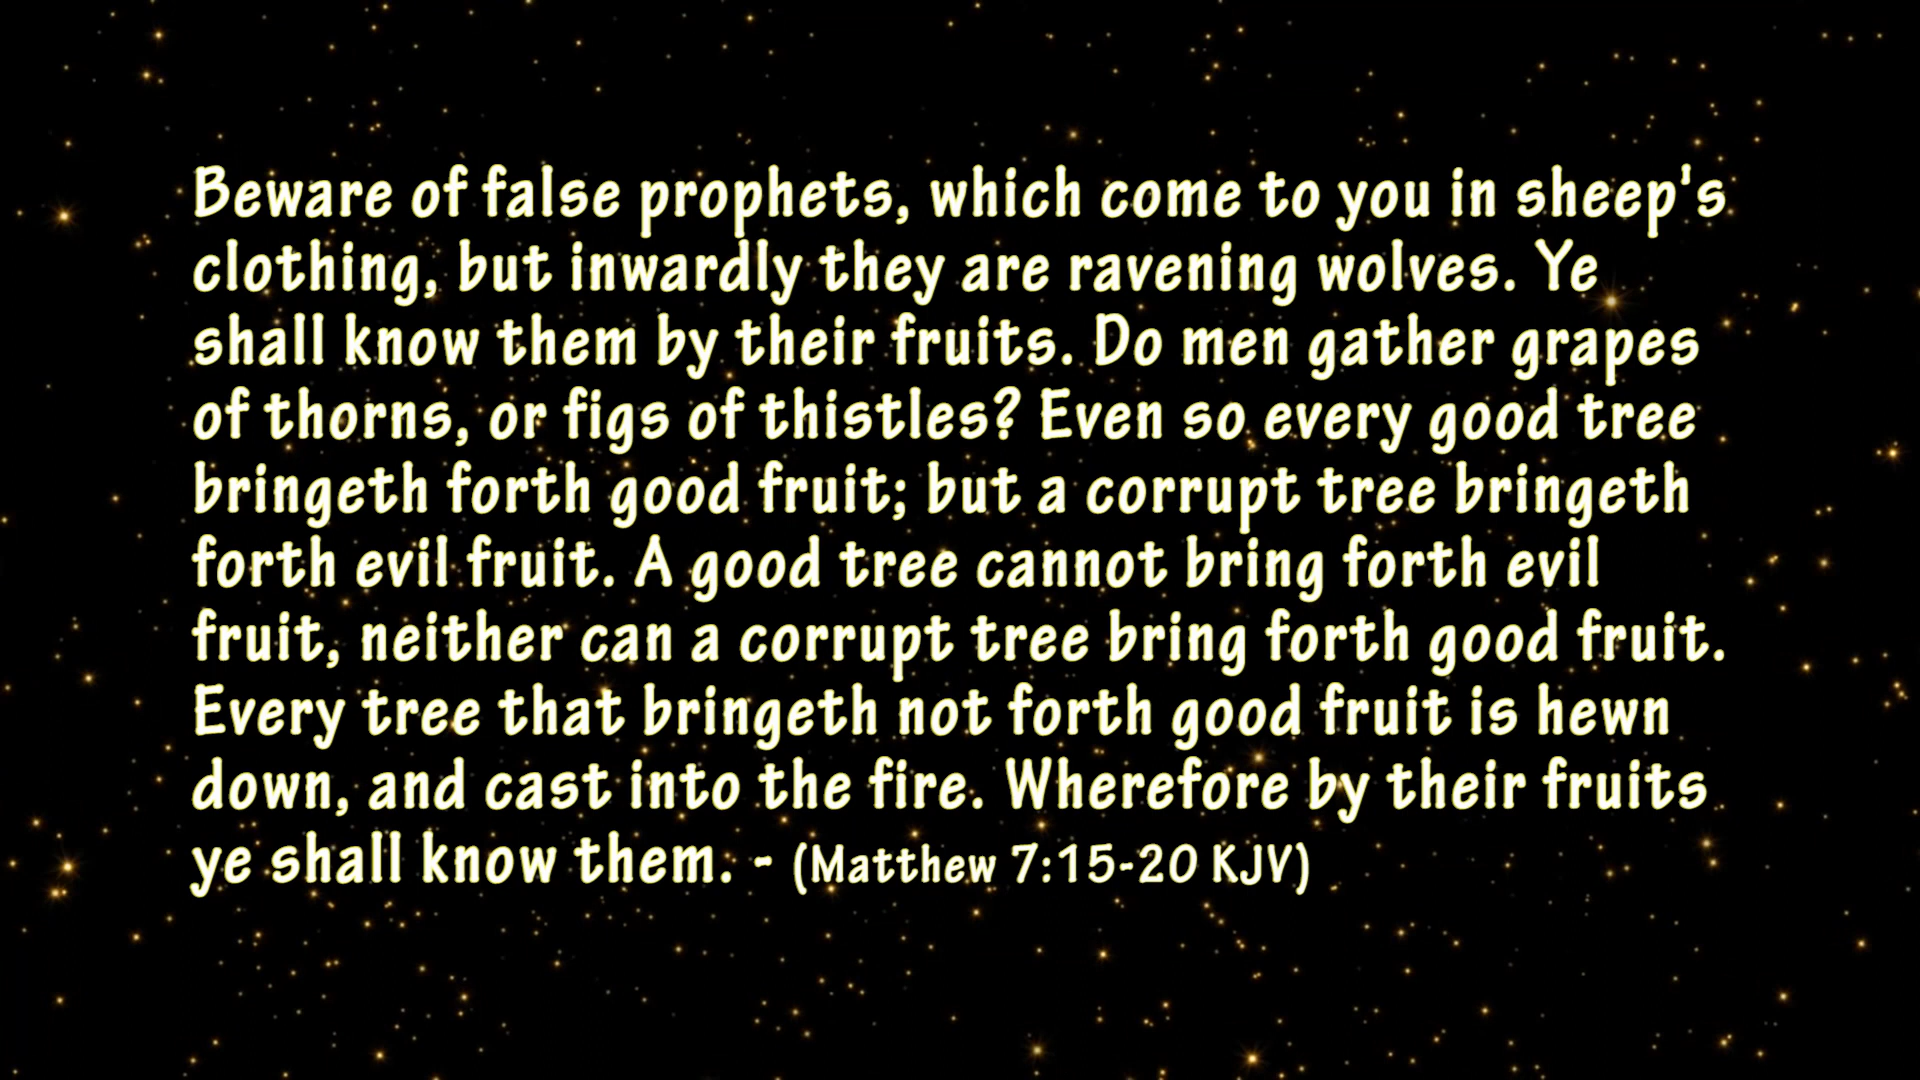 Beware of false prophets, which come to you in sheep's
clothing, but inwardly they are ravening wolves. Ye
shall know them by their fruits. Do men gather grapes
of thorns, or figs of thistles? Even so every good tree
bringeth forth good fruit; but a corrupt tree bringeth
forth evil fruit. A good tree cannot bring forth evil
fruit, neither can a corrupt tree bring forth good fruit.
Every tree that bringeth not forth good fruit is hewn
down, and cast into the fire. Wherefore by their fruits
ye shall know them. - (Matthew 7:15-20 KJV)